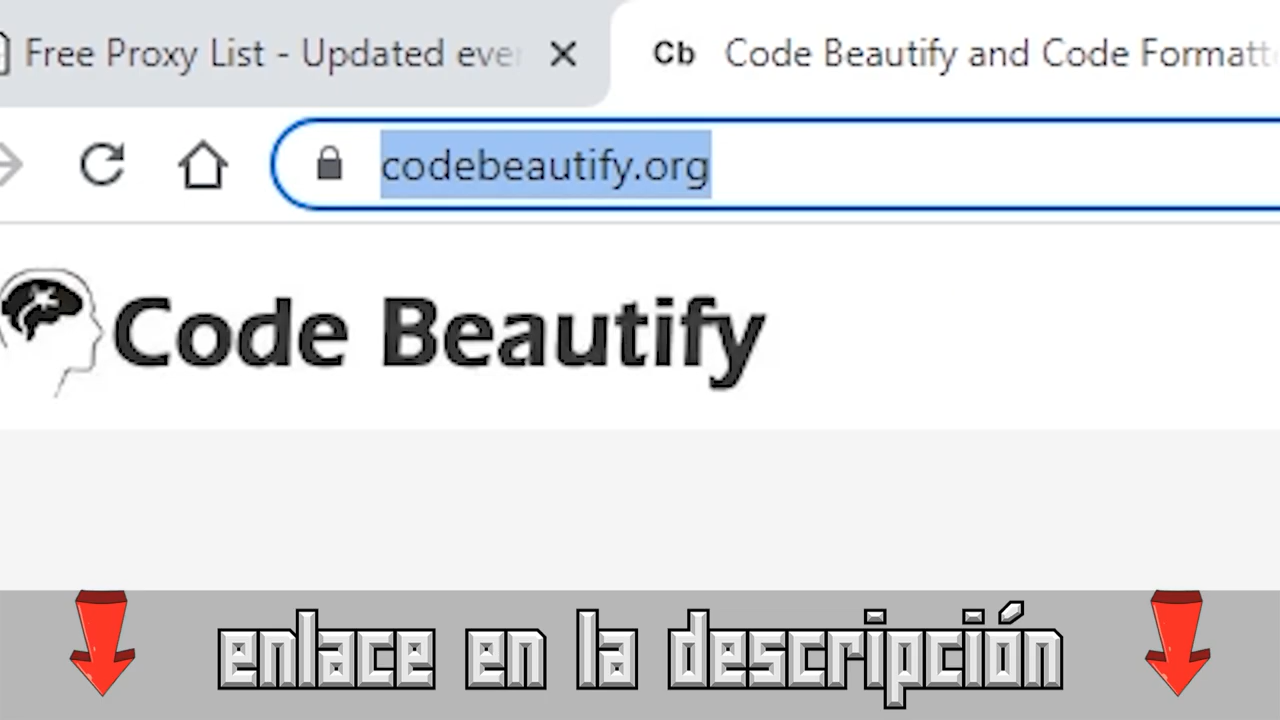 Free Proxy List - Updated eve
Cb Code Beautify and Code Formatt
codebeautify.org
Code Beautify
enlace en la descripción